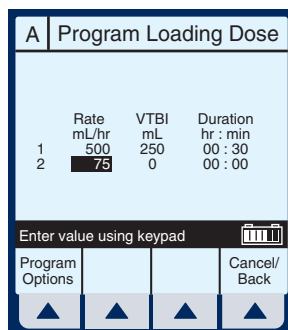 A Program Loading Dose
Rate VTBI Duration
mL/hr mL hr : min
1 500 250 00 : 30
2 75 0 00 : 00
Enter value using keypad
Program Cancel/
Options Back